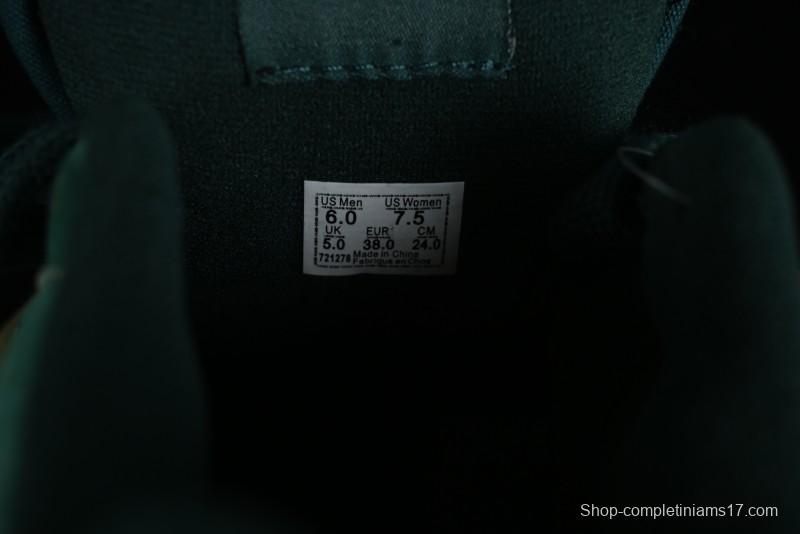 US Men US Women
6.0 7.5
UK EUR CM
5.0 38.0 24.0
721278 Made in China
Fabrique en Chine
Shop-completiniams17.com